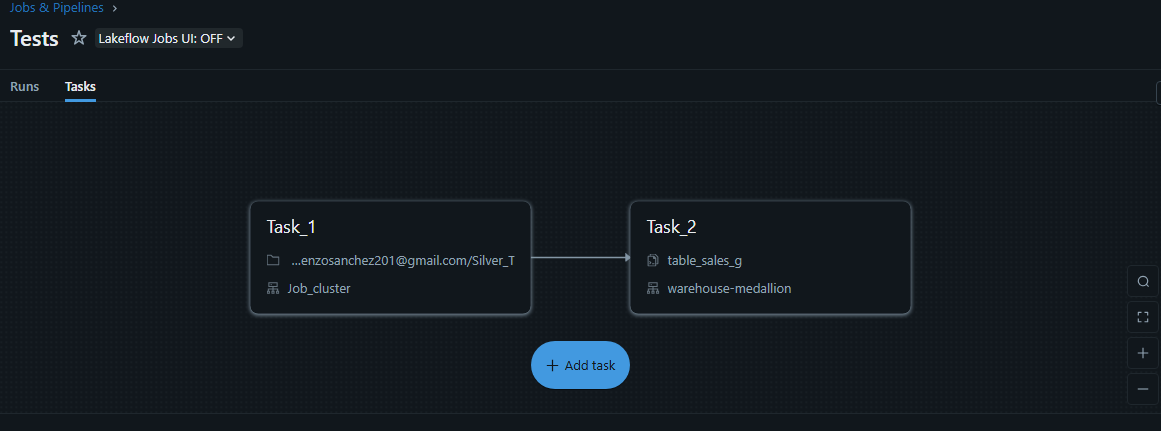 Jobs & Pipelines
Tests Lakeflow Jobs UI: OFF
Runs Tasks
Task_1
...enzosanchez201@gmail.com/Silver_T
Job_cluster
Task_2
table_sales_g
warehouse-medallion
Add task